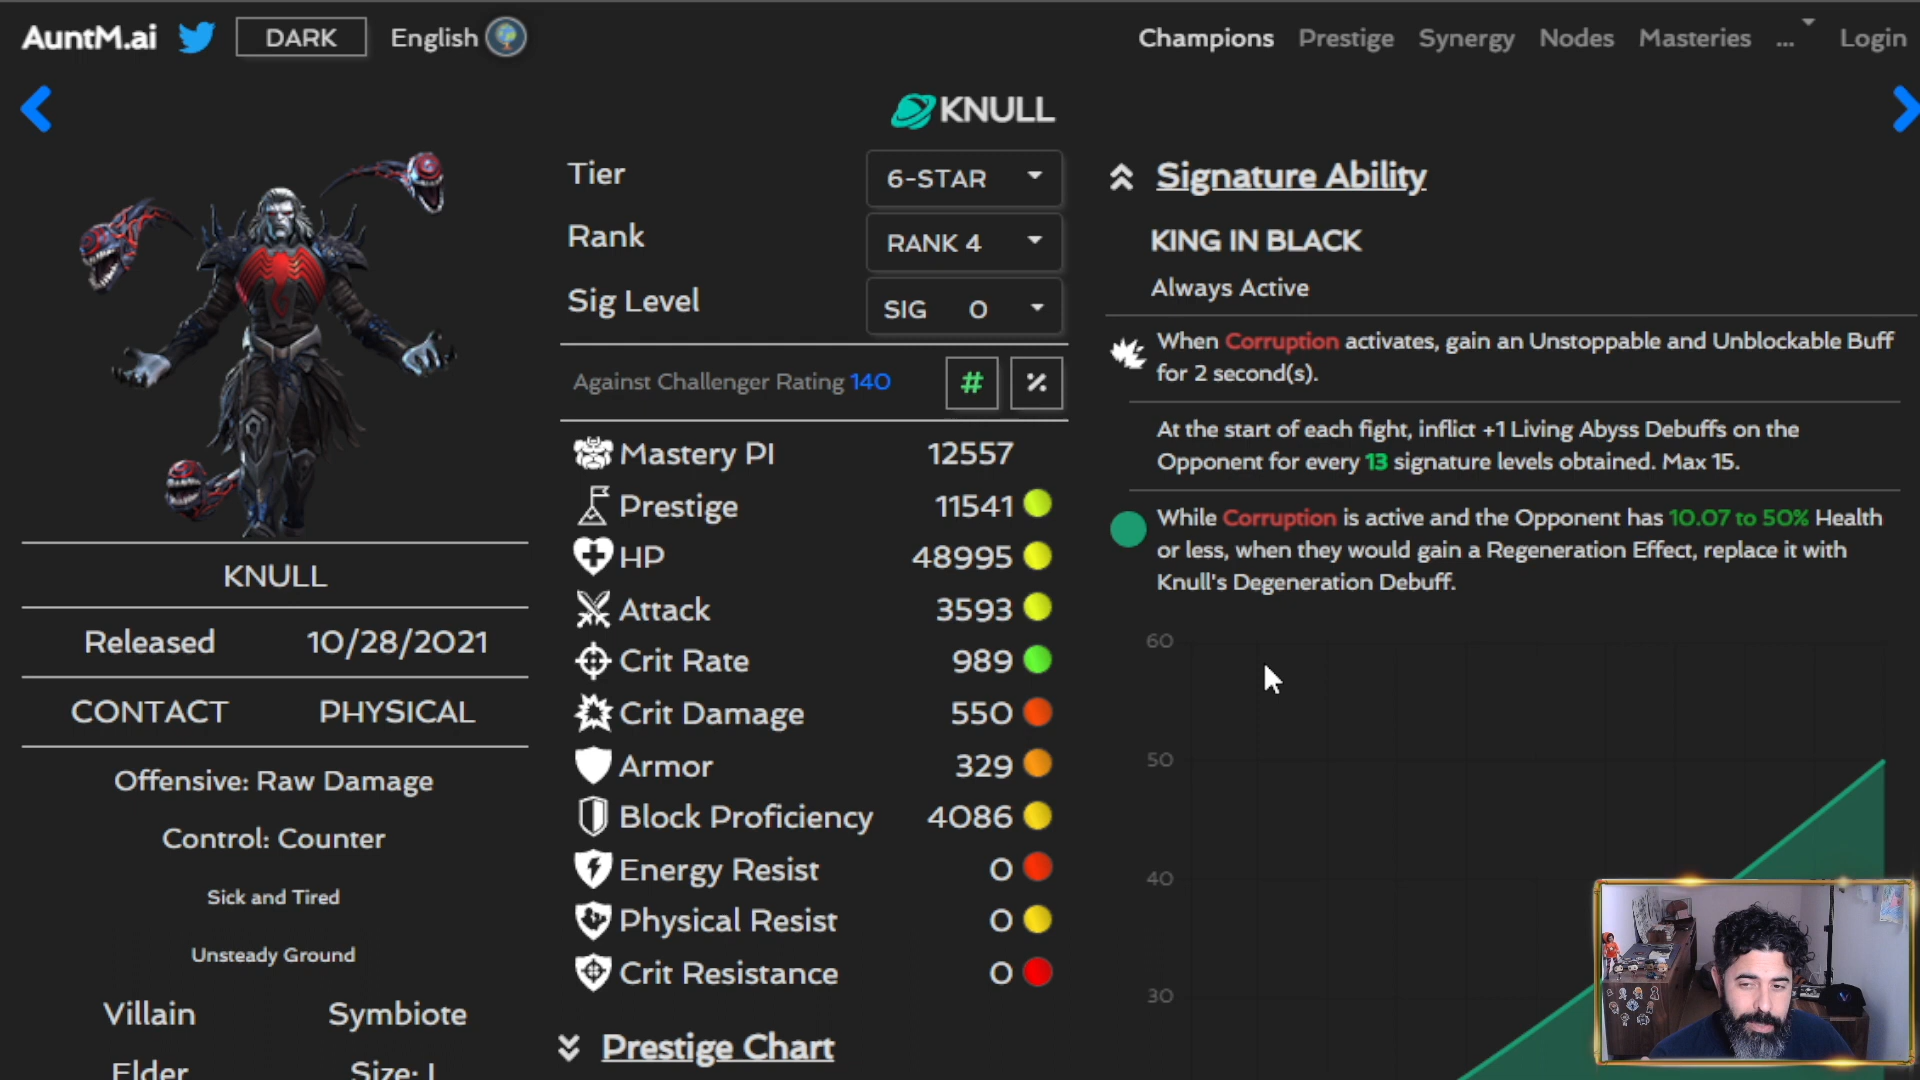 AuntM.ai
DARK
English
Champions
Prestige
Synergy
Nodes
Masteries
...
Login
KNULL
Tier
6-STAR
Rank
RANK 4
Sig Level
SIG 0
Against Challenger Rating 140
#
%
Mastery PI 12557
Prestige 11541
HP 48995
Attack 3593
Crit Rate 989
Crit Damage 550
Armor 329
Block Proficiency 4086
Energy Resist 0
Physical Resist 0
Crit Resistance 0
Prestige Chart
KNULL
Released 10/28/2021
CONTACT PHYSICAL
Offensive: Raw Damage
Control: Counter
Sick and Tired
Unsteady Ground
Villain Symbiote
Elder Size: L
Signature Ability
KING IN BLACK
Always Active
When Corruption activates, gain an Unstoppable and Unblockable Buff
for 2 second(s).
At the start of each fight, inflict +1 Living Abyss Debuffs on the
Opponent for every 13 signature levels obtained. Max 15.
While Corruption is active and the Opponent has 10.07 to 50% Health
or less, when they would gain a Regeneration Effect, replace it with
Knull's Degeneration Debuff.
60
50
40
30